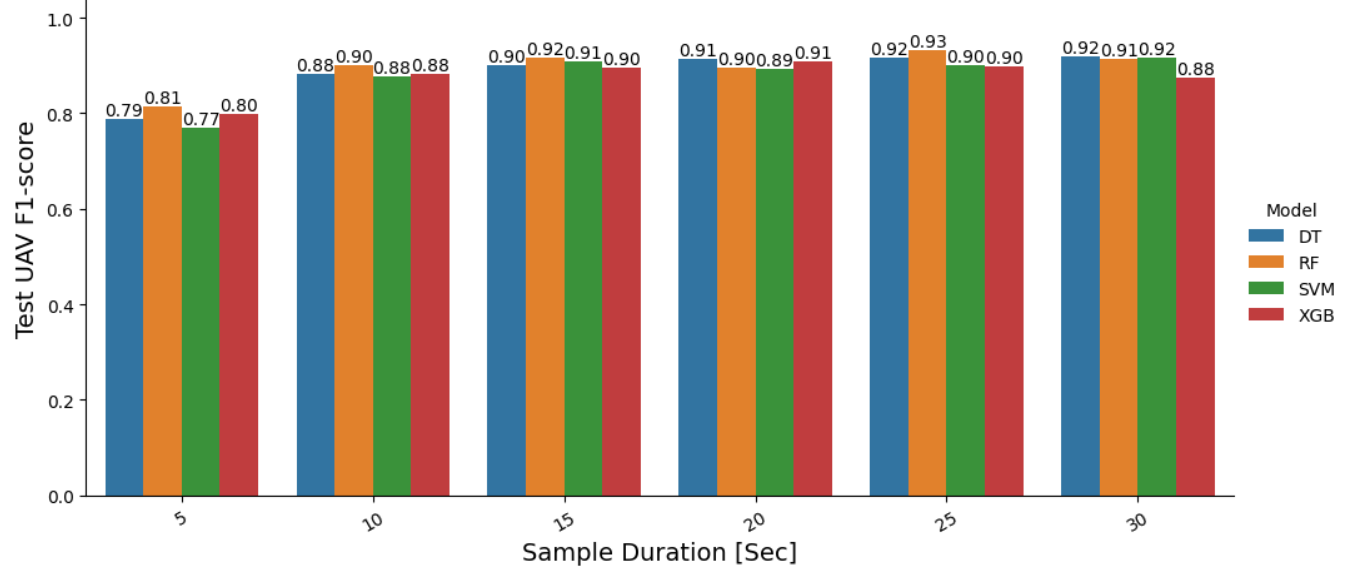 Test UAV F1-score
1.0
0.8
0.6
0.4
0.2
0.0
0.79 0.81 0.77 0.80
0.88 0.90 0.88 0.88
0.90 0.92 0.91 0.90
0.91 0.90 0.89 0.91
0.92 0.93 0.90 0.90
0.92 0.91 0.92 0.88
5 10 15 20 25 30
Sample Duration [Sec]
Model
DT
RF
SVM
XGB